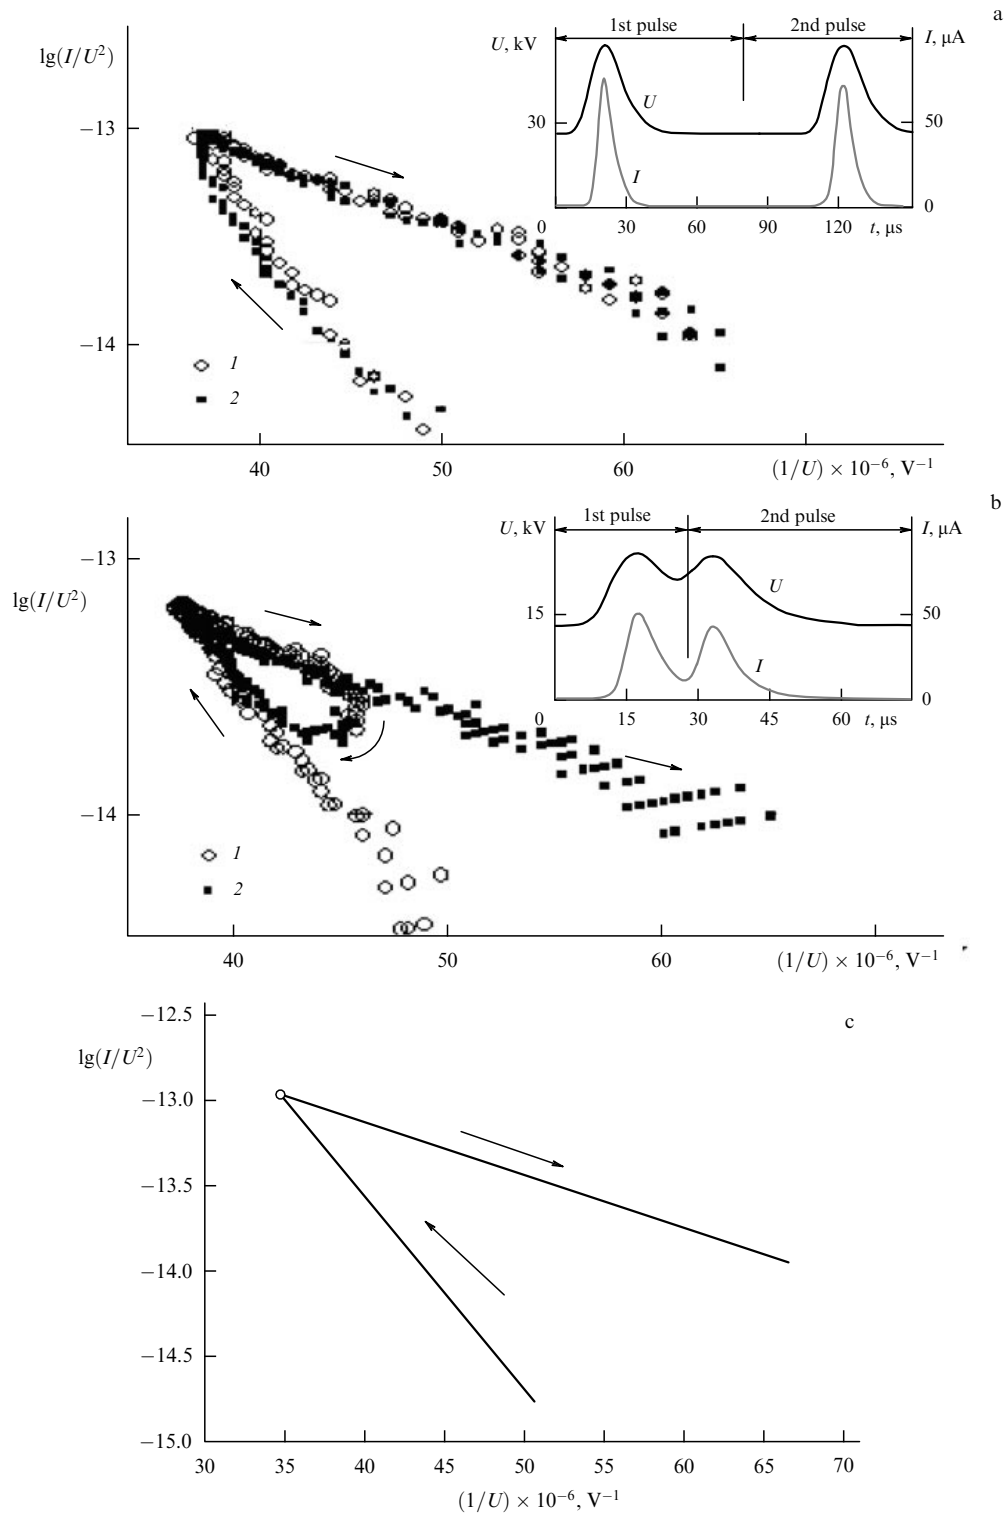 a
lg(I/U²)
−13
−14
1
2
40
50
60
(1/U) × 10⁻⁶, V⁻¹
1st pulse
2nd pulse
U, kV
I, μA
30
50
0
U
I
0
30
60
90
120
t, μs
b
lg(I/U²)
−13
−14
1
2
40
50
60
(1/U) × 10⁻⁶, V⁻¹
1st pulse
2nd pulse
U, kV
I, μA
15
50
0
U
I
0
15
30
45
60
t, μs
c
lg(I/U²)
−12.5
−13.0
−13.5
−14.0
−14.5
−15.0
30
35
40
45
50
55
60
65
70
(1/U) × 10⁻⁶, V⁻¹